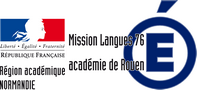 Liberté • Égalité • Fraternité
RÉPUBLIQUE FRANÇAISE
Région académique
NORMANDIE
Mission Langues 76
académie de Rouen
É